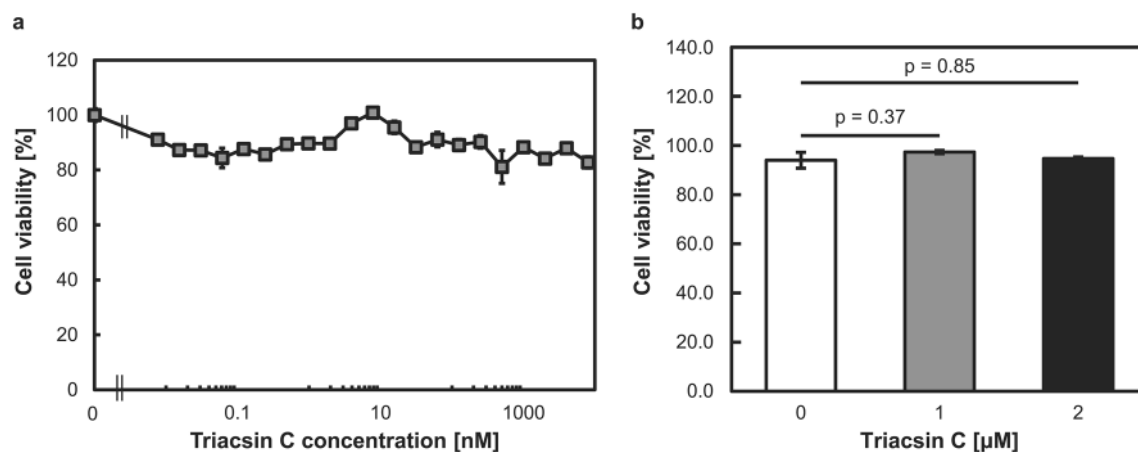 a
120
100
80
60
40
20
0
Cell viability [%]
0
0.1
10
1000
Triacsin C concentration [nM]
b
140.0
120.0
100.0
80.0
60.0
40.0
20.0
0.0
Cell viability [%]
p = 0.85
p = 0.37
0
1
2
Triacsin C [µM]